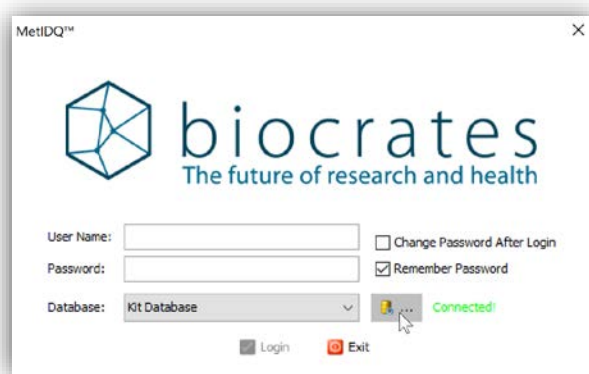 MetIDQ™
biocrates
The future of research and health
User Name:
Change Password After Login
Password:
Remember Password
Database: Kit Database ... Connected!
Login Exit